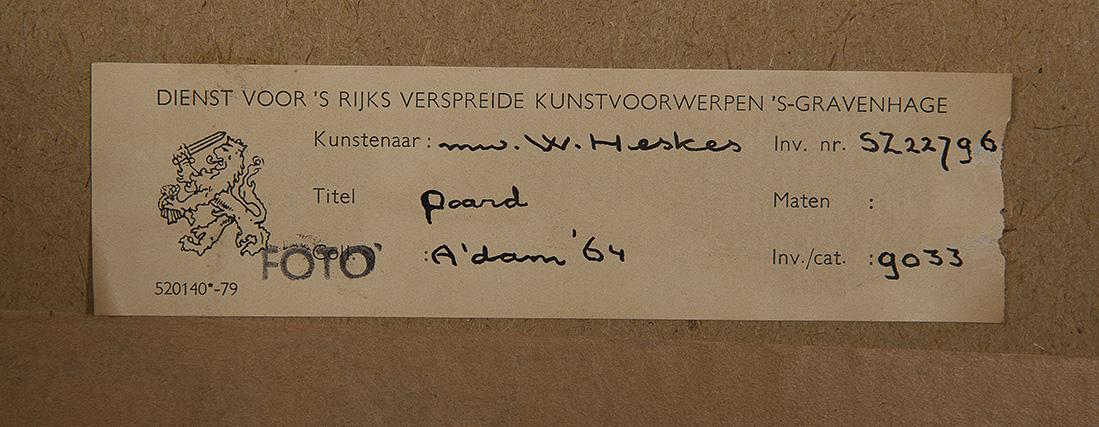 DIENST VOOR 'S RIJKS VERSPREIDE KUNSTVOORWERPEN 'S-GRAVENHAGE
Kunstenaar : mw. W. Heskes Inv. nr. SZ22796
Titel paard Maten :
Coll. : A'dam '64 Inv./cat. : 9033
FOTO
520140*-79